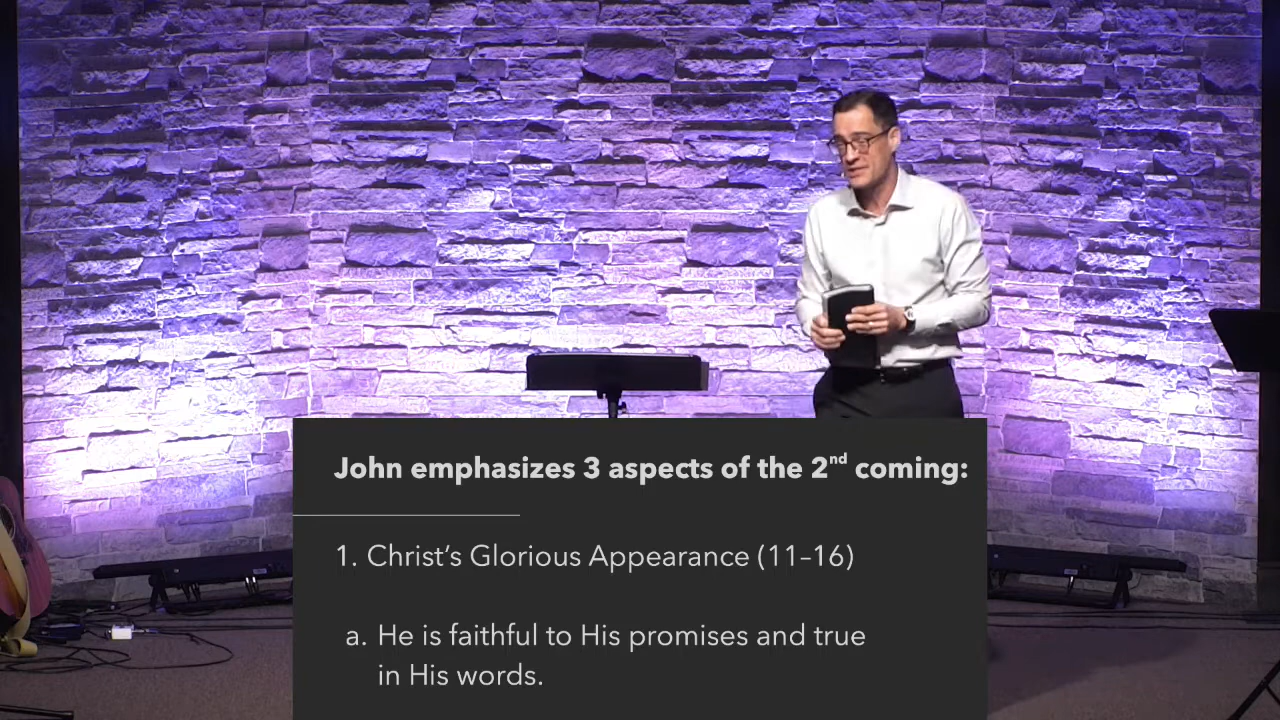 John emphasizes 3 aspects of the 2nd coming:
1. Christ's Glorious Appearance (11–16)
a. He is faithful to His promises and true
in His words.